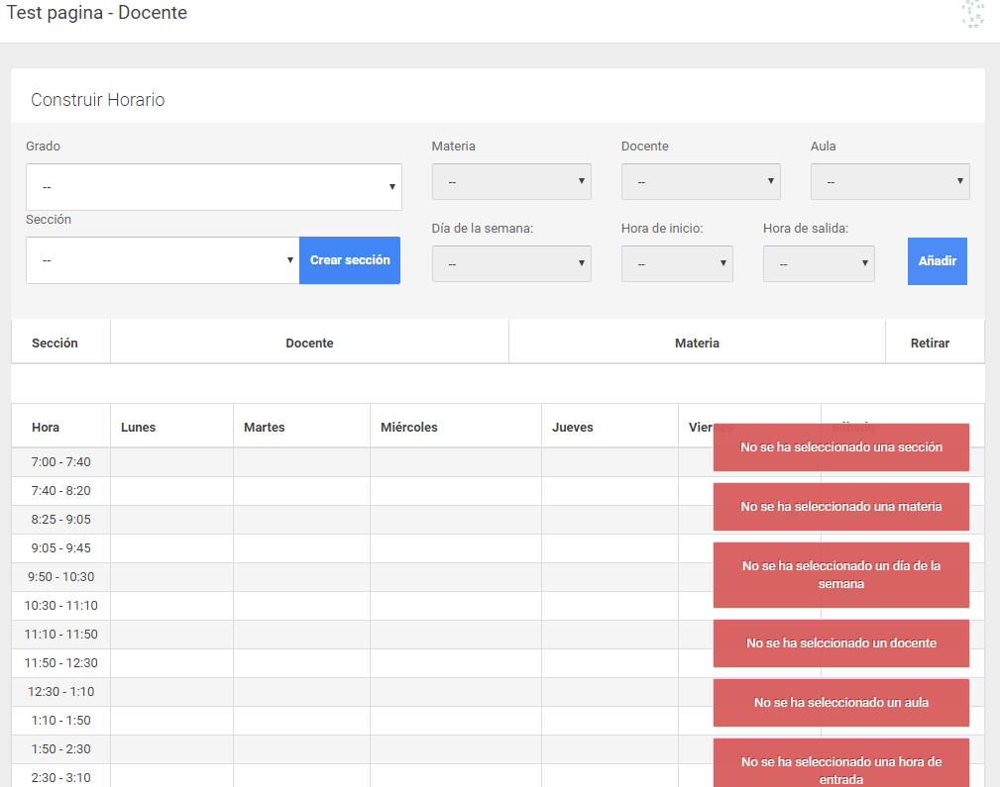 Test pagina - Docente
Construir Horario
Grado
--
Sección
--
Crear sección
Materia
--
Docente
--
Aula
--
Día de la semana:
--
Hora de inicio:
--
Hora de salida:
--
Añadir
Sección Docente Materia Retirar
Hora Lunes Martes Miércoles Jueves Viernes Sábado
7:00 - 7:40
7:40 - 8:20
8:25 - 9:05
9:05 - 9:45
9:50 - 10:30
10:30 - 11:10
11:10 - 11:50
11:50 - 12:30
12:30 - 1:10
1:10 - 1:50
1:50 - 2:30
2:30 - 3:10
No se ha seleccionado una sección
No se ha seleccionado una materia
No se ha seleccionado un día de la
semana
No se ha selccionado un docente
No se ha seleccionado un aula
No se ha seleccionado una hora de
entrada